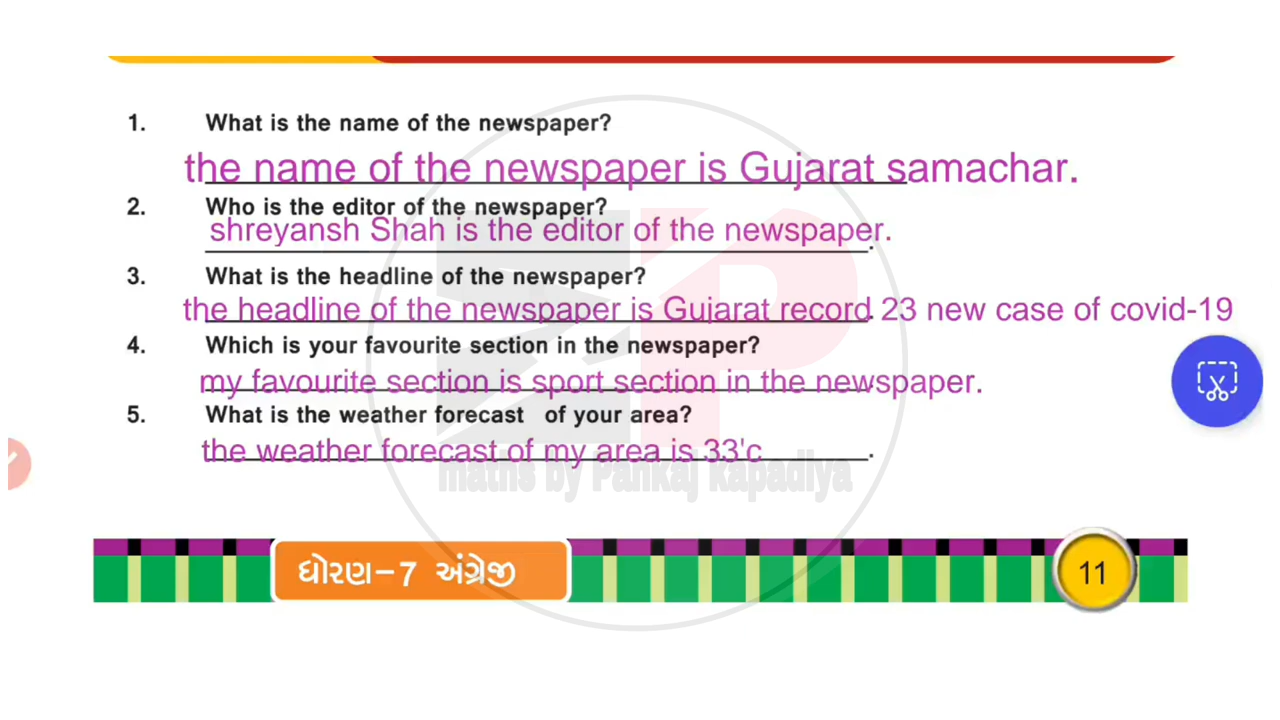 1. What is the name of the newspaper?
the name of the newspaper is Gujarat samachar.
2. Who is the editor of the newspaper?
shreyansh Shah is the editor of the newspaper.
3. What is the headline of the newspaper?
the headline of the newspaper is Gujarat record 23 new case of covid-19
4. Which is your favourite section in the newspaper?
my favourite section is sport section in the newspaper.
5. What is the weather forecast of your area?
the weather forecast of my area is 33'c
maths by Pankaj kapadiya
ધોરણ-7 અંગ્રેજી
11